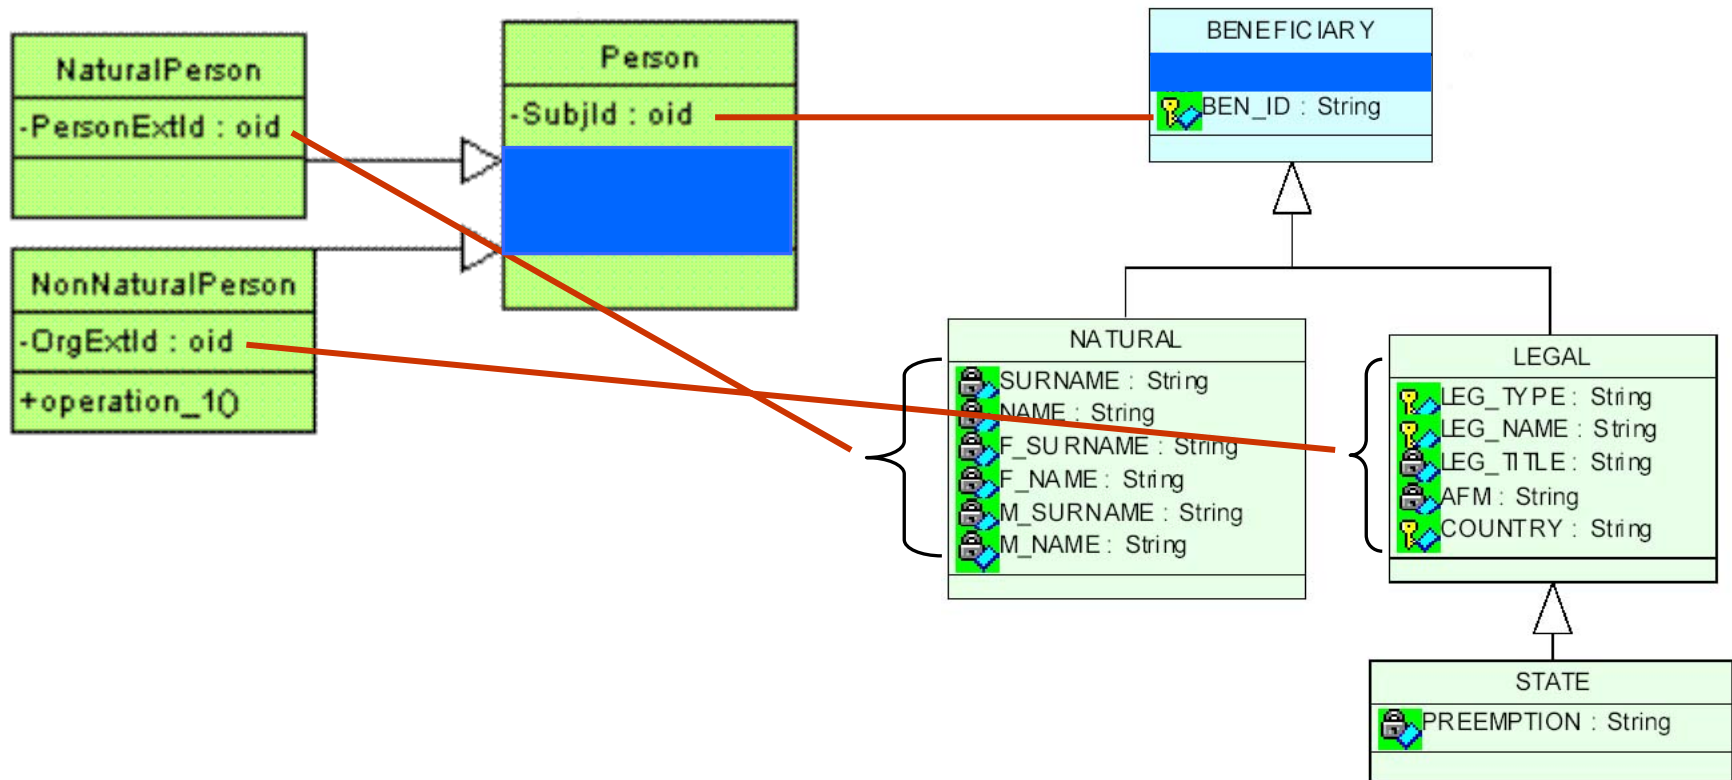 NaturalPerson
-PersonExtId : oid
NonNaturalPerson
-OrgExtId : oid
+operation_1()
Person
-SubjId : oid
BENEFICIARY
BEN_ID : String
NATURAL
SURNAME : String
NAME : String
F_SURNAME : String
F_NAME : String
M_SURNAME : String
M_NAME : String
LEGAL
LEG_TYPE : String
LEG_NAME : String
LEG_TITLE : String
AFM : String
COUNTRY : String
STATE
PREEMPTION : String